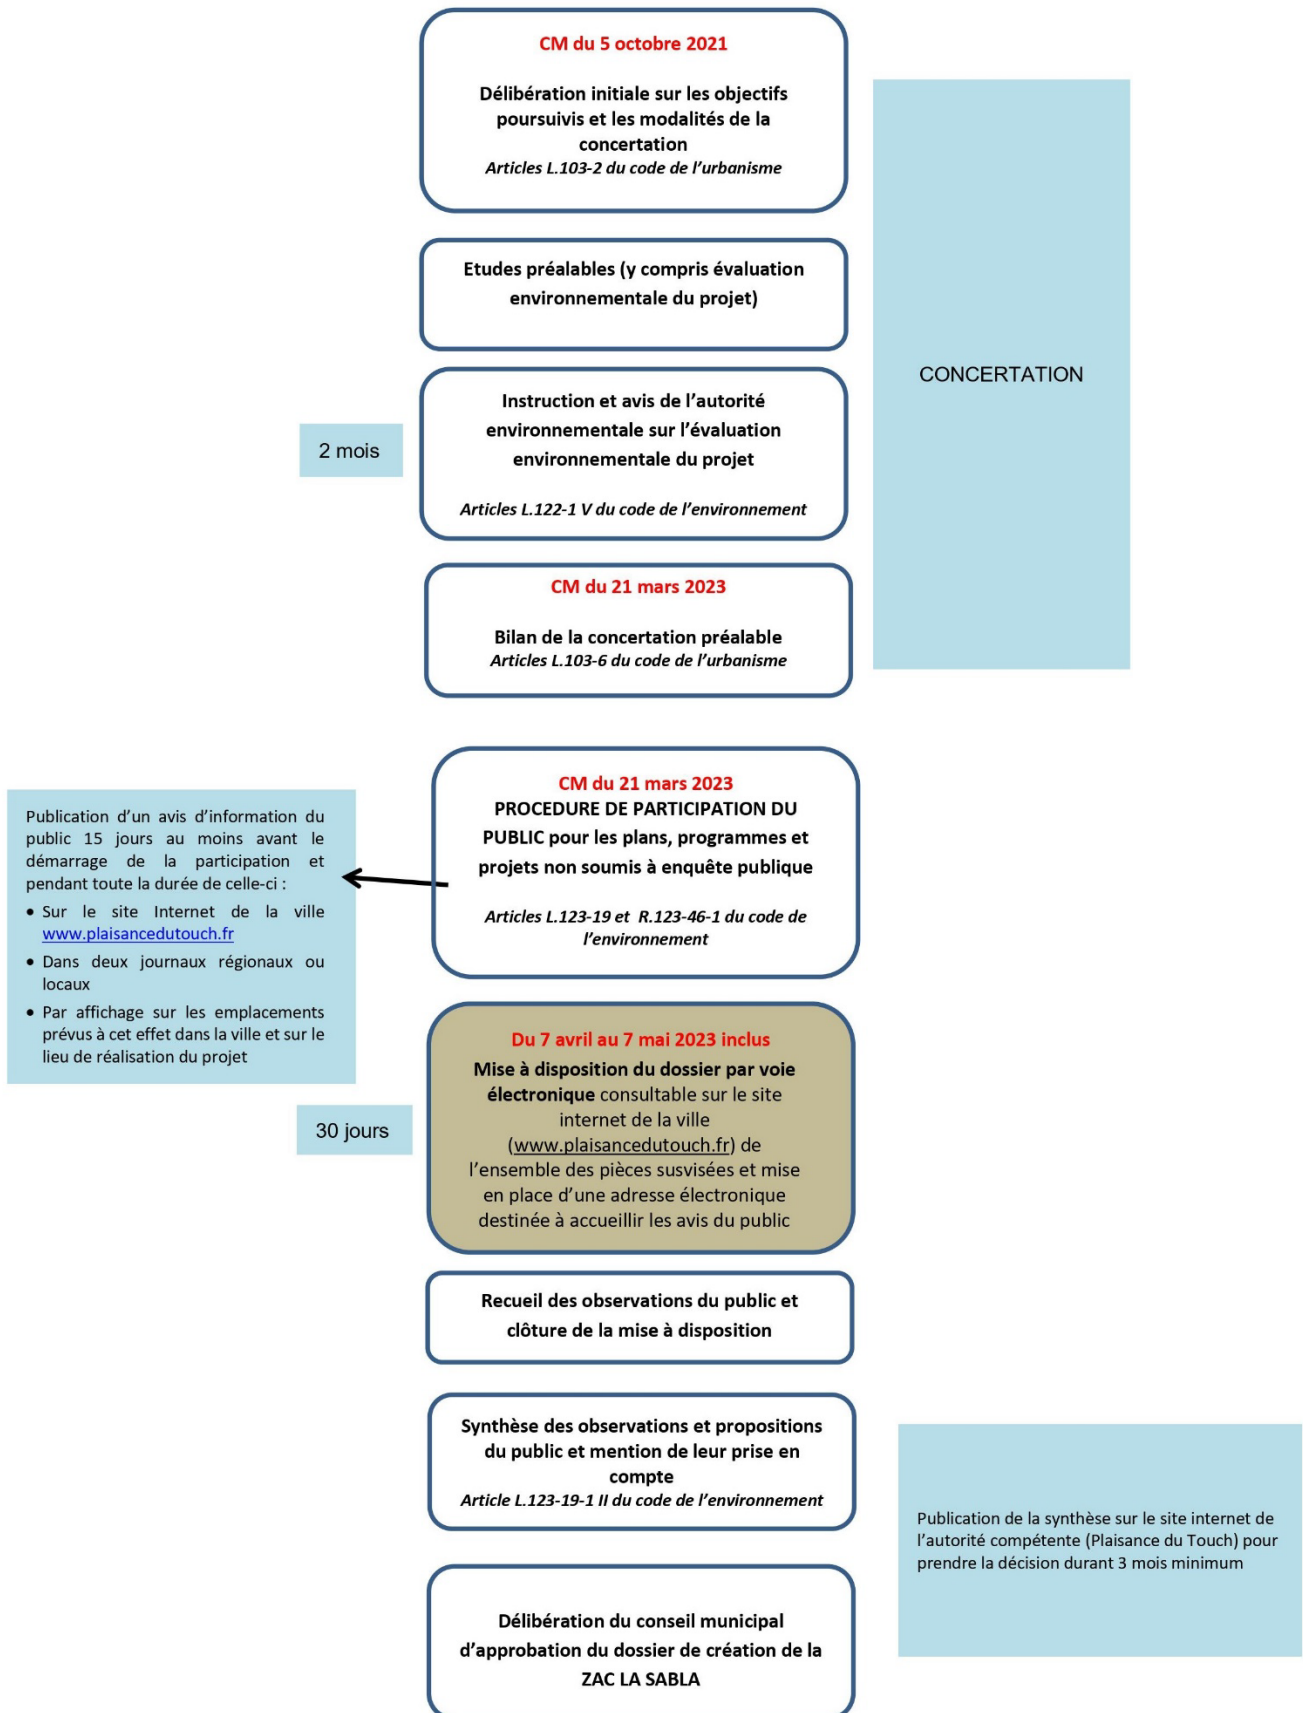 CM du 5 octobre 2021
Délibération initiale sur les objectifs
poursuivis et les modalités de la
concertation
Articles L.103-2 du code de l’urbanisme
Etudes préalables (y compris évaluation
environnementale du projet)
CONCERTATION
Instruction et avis de l’autorité
environnementale sur l’évaluation
environnementale du projet
2 mois
Articles L.122-1 V du code de l’environnement
CM du 21 mars 2023
Bilan de la concertation préalable
Articles L.103-6 du code de l’urbanisme
CM du 21 mars 2023
PROCEDURE DE PARTICIPATION DU
PUBLIC pour les plans, programmes et
projets non soumis à enquête publique
Articles L.123-19 et R.123-46-1 du code de
l’environnement
Publication d’un avis d’information du
public 15 jours au moins avant le
démarrage de la participation et
pendant toute la durée de celle-ci :
• Sur le site Internet de la ville
www.plaisancedutouch.fr
• Dans deux journaux régionaux ou
locaux
• Par affichage sur les emplacements
prévus à cet effet dans la ville et sur le
lieu de réalisation du projet
Du 7 avril au 7 mai 2023 inclus
Mise à disposition du dossier par voie
électronique consultable sur le site
internet de la ville
(www.plaisancedutouch.fr) de
l’ensemble des pièces susvisées et mise
en place d’une adresse électronique
destinée à accueillir les avis du public
30 jours
Recueil des observations du public et
clôture de la mise à disposition
Synthèse des observations et propositions
du public et mention de leur prise en
compte
Article L.123-19-1 II du code de l’environnement
Publication de la synthèse sur le site internet de
l’autorité compétente (Plaisance du Touch) pour
prendre la décision durant 3 mois minimum
Délibération du conseil municipal
d’approbation du dossier de création de la
ZAC LA SABLA